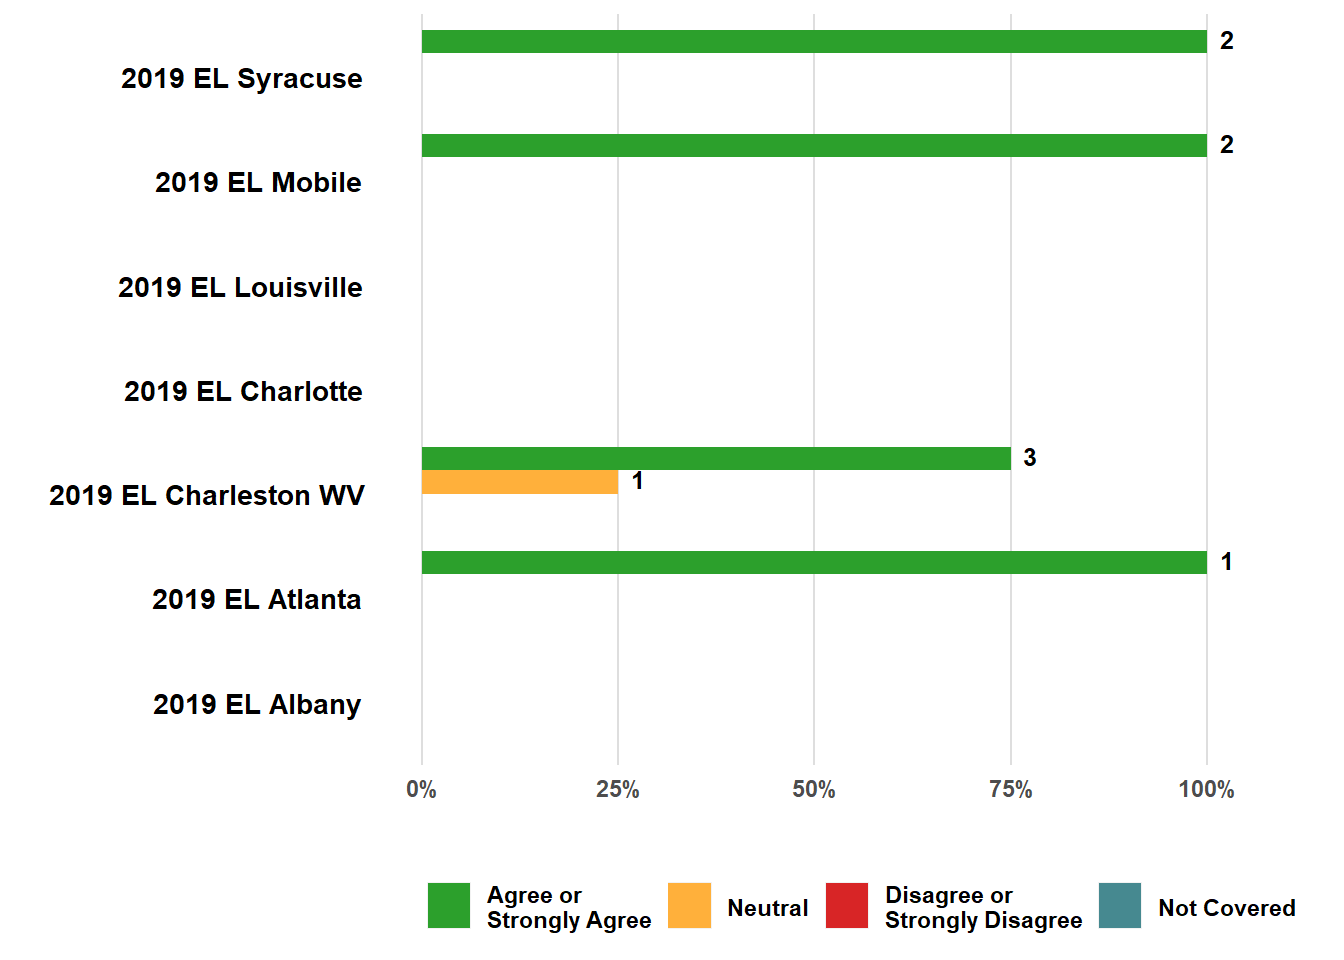 2
2019 EL Syracuse
2
2019 EL Mobile
2019 EL Louisville
2019 EL Charlotte
3
1
2019 EL Charleston WV
1
2019 EL Atlanta
2019 EL Albany
0% 25% 50% 75% 100%
Agree or
Strongly Agree
Neutral
Disagree or
Strongly Disagree
Not Covered